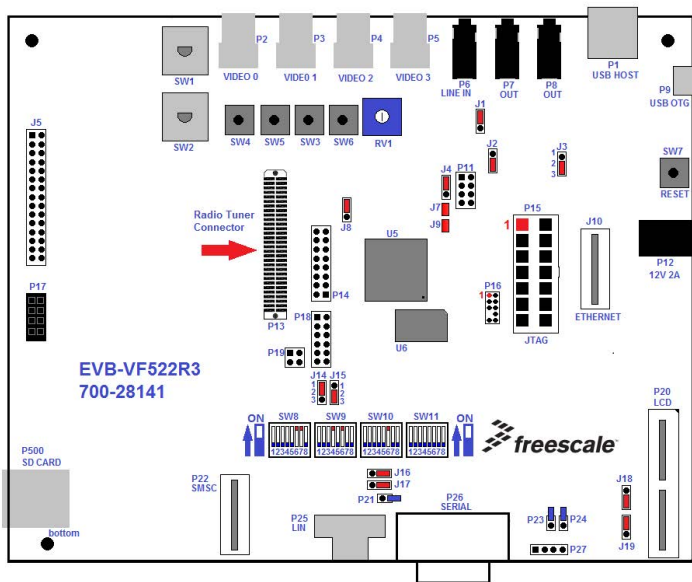 P2 P3 P4 P5
SW1 VIDEO 0 VIDE0 1 VIDEO 2 VIDEO 3
P6 P7 P8
LINE IN OUT OUT
P1
USB HOST
P9
USB OTG
J1
J5
SW2 SW4 SW5 SW3 SW6 RV1
J2 J3
1
2
3
SW7
RESET
J4 P11
J7
J9
Radio Tuner
Connector
J8
U5
P15
1
J10
P12
12V 2A
P14
P17
P16
1
P13
P18
ETHERNET
U6
JTAG
P19
EVB-VF522R3
700-28141
J14 J15
1
2
3
1
2
3
P20
LCD
ON SW8 SW9 SW10 SW11 ON
12345678 12345678 12345678 12345678
freescale™
P500
SD CARD
P22
SMSC
J16
J17
P21
J18
P25
LIN
P26
SERIAL
P23 P24
bottom
P27
J19